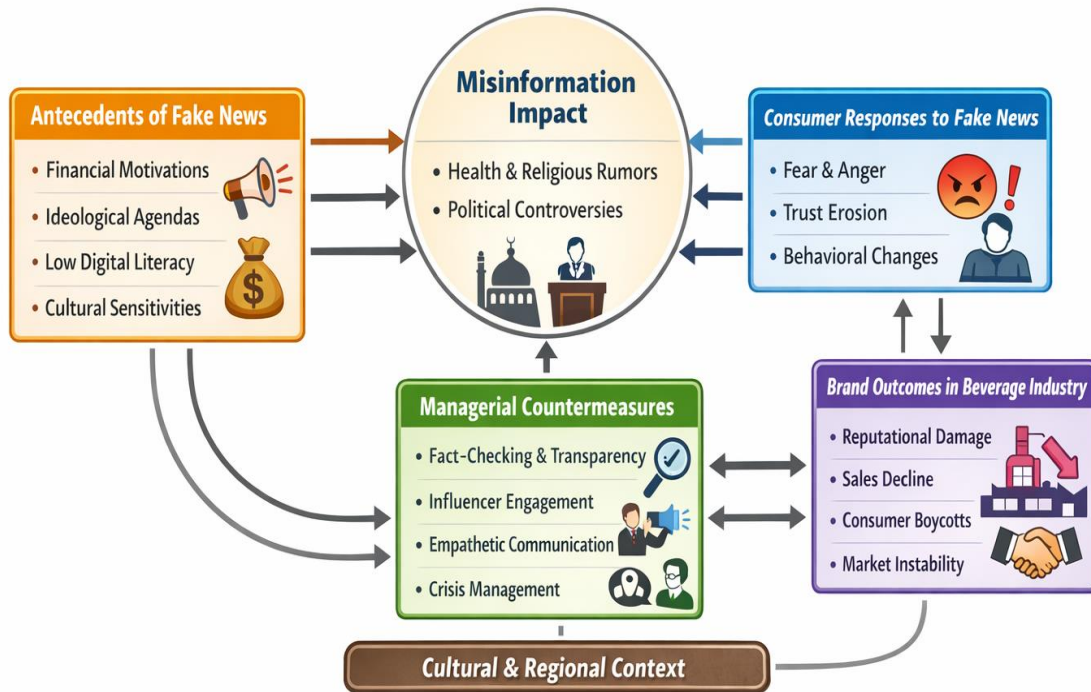 Antecedents of Fake News
• Financial Motivations
• Ideological Agendas
• Low Digital Literacy
• Cultural Sensitivities
$
Misinformation
Impact
• Health & Religious Rumors
• Political Controversies
Consumer Responses to Fake News
• Fear & Anger
• Trust Erosion
• Behavioral Changes
Managerial Countermeasures
• Fact-Checking & Transparency
• Influencer Engagement
• Empathetic Communication
• Crisis Management
Brand Outcomes in Beverage Industry
• Reputational Damage
• Sales Decline
• Consumer Boycotts
• Market Instability
Cultural & Regional Context